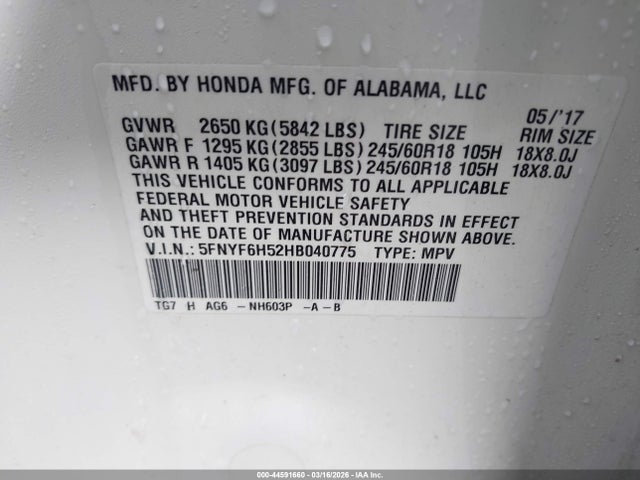 MFD. BY HONDA MFG. OF ALABAMA, LLC
05/'17
GVWR 2650 KG(5842 LBS) TIRE SIZE RIM SIZE
GAWR F 1295 KG(2855 LBS)245/60R18 105H 18X8.0J
GAWR R 1405 KG(3097 LBS)245/60R18 105H 18X8.0J
THIS VEHICLE CONFORMS TO ALL APPLICABLE
FEDERAL MOTOR VEHICLE SAFETY
AND THEFT PREVENTION STANDARDS IN EFFECT
ON THE DATE OF MANUFACTURE SHOWN ABOVE.
V.I.N.: 5FNYF6H52HB040775 TYPE: MPV
TG7 H AG6 -NH603P -A-B
000-44591660 - 03/16/2026 - IAAI.COM